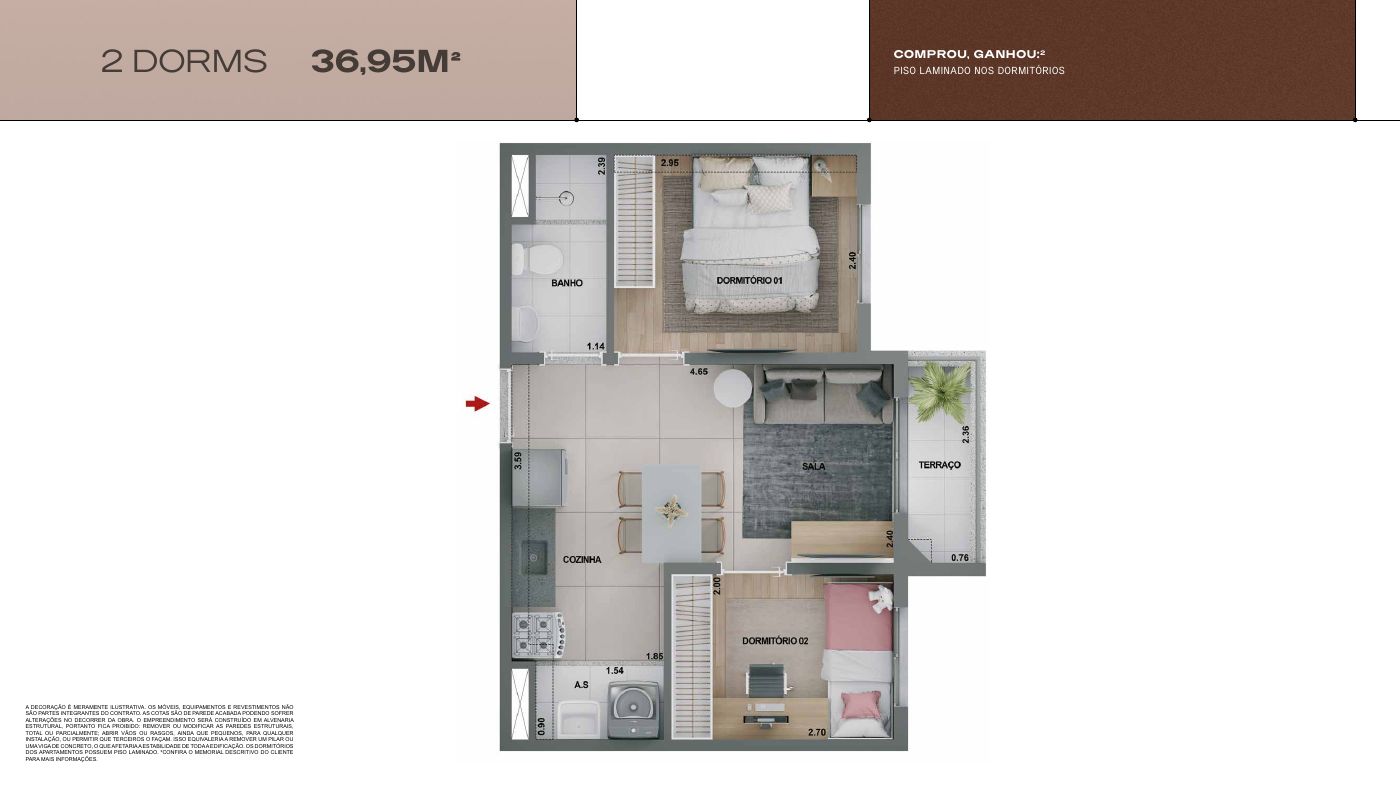 2 DORMS 36,95M²
COMPROU, GANHOU:²
PISO LAMINADO NOS DORMITÓRIOS
2.39
2.95
2.40
BANHO
DORMITÓRIO 01
1.14
4.65
2.36
3.59
SALA
TERRAÇO
2.40
COZINHA
0.76
2.00
DORMITÓRIO 02
1.85
1.54
A.S
0.90
2.70
A DECORAÇÃO É MERAMENTE ILUSTRATIVA. OS MÓVEIS, EQUIPAMENTOS E REVESTIMENTOS NÃO
SÃO PARTES INTEGRANTES DO CONTRATO. AS COTAS SÃO DE PAREDE ACABADA PODENDO SOFRER
ALTERAÇÕES NO DECORRER DA OBRA. O EMPREENDIMENTO SERÁ CONSTRUÍDO EM ALVENARIA
ESTRUTURAL, PORTANTO FICA PROIBIDO: REMOVER OU MODIFICAR AS PAREDES ESTRUTURAIS,
TOTAL OU PARCIALMENTE; ABRIR VÃOS OU RASGOS, AINDA QUE PEQUENOS, PARA QUALQUER
INSTALAÇÃO, OU PERMITIR QUE TERCEIROS O FAÇAM. ISSO EQUIVALERIA A REMOVER UM PILAR OU
UMA VIGA DE CONCRETO, O QUE AFETARIA A ESTABILIDADE DE TODA A EDIFICAÇÃO. OS DORMITÓRIOS
DOS APARTAMENTOS POSSUEM PISO LAMINADO. *CONFIRA O MEMORIAL DESCRITIVO DO CLIENTE
PARA MAIS INFORMAÇÕES.